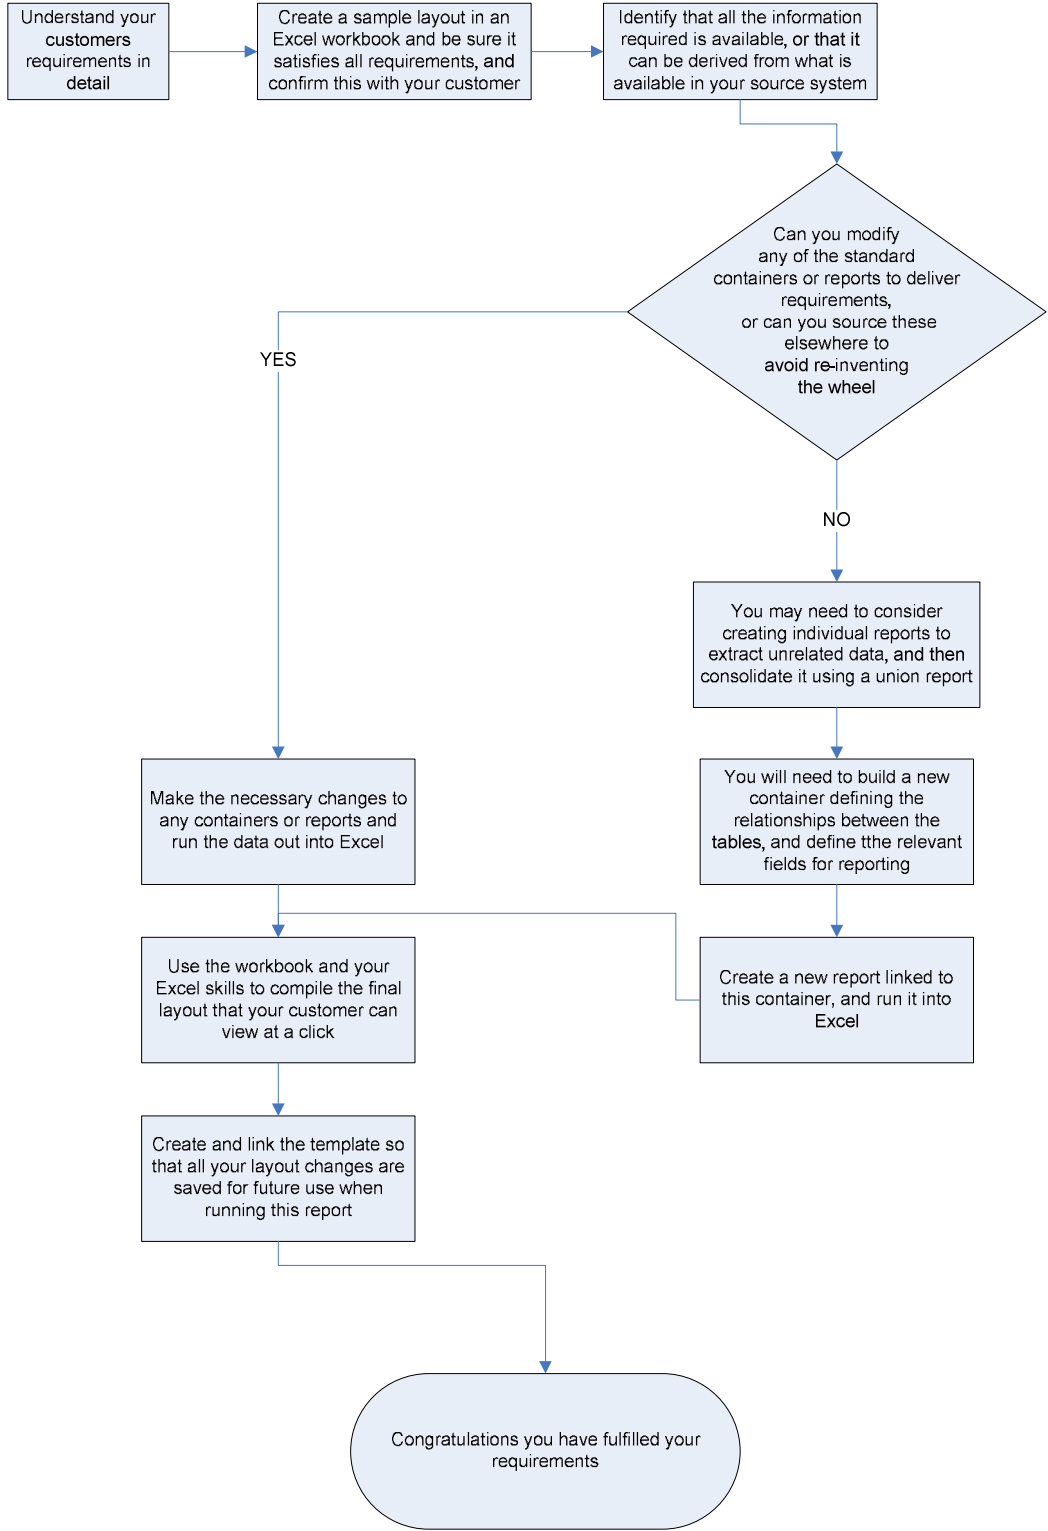 Understand your
customers
requirements in
detail
Create a sample layout in an
Excel workbook and be sure it
satisfies all requirements, and
confirm this with your customer
Identify that all the information
required is available, or that it
can be derived from what is
available in your source system
Can you modify
any of the standard
containers or reports to deliver
requirements,
or can you source these
elsewhere to
avoid re-inventing
the wheel
YES
NO
You may need to consider
creating individual reports to
extract unrelated data, and then
consolidate it using a union report
You will need to build a new
container defining the
relationships between the
tables, and define tthe relevant
fields for reporting
Create a new report linked to
this container, and run it into
Excel
Make the necessary changes to
any containers or reports and
run the data out into Excel
Use the workbook and your
Excel skills to compile the final
layout that your customer can
view at a click
Create and link the template so
that all your layout changes are
saved for future use when
running this report
Congratulations you have fulfilled your
requirements